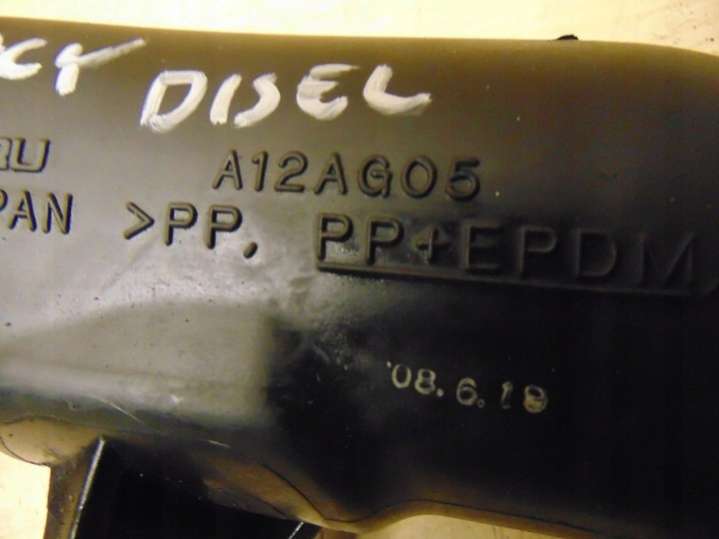 DISEL
A12AG05
>PP, PP+EPDM
'08.6.18